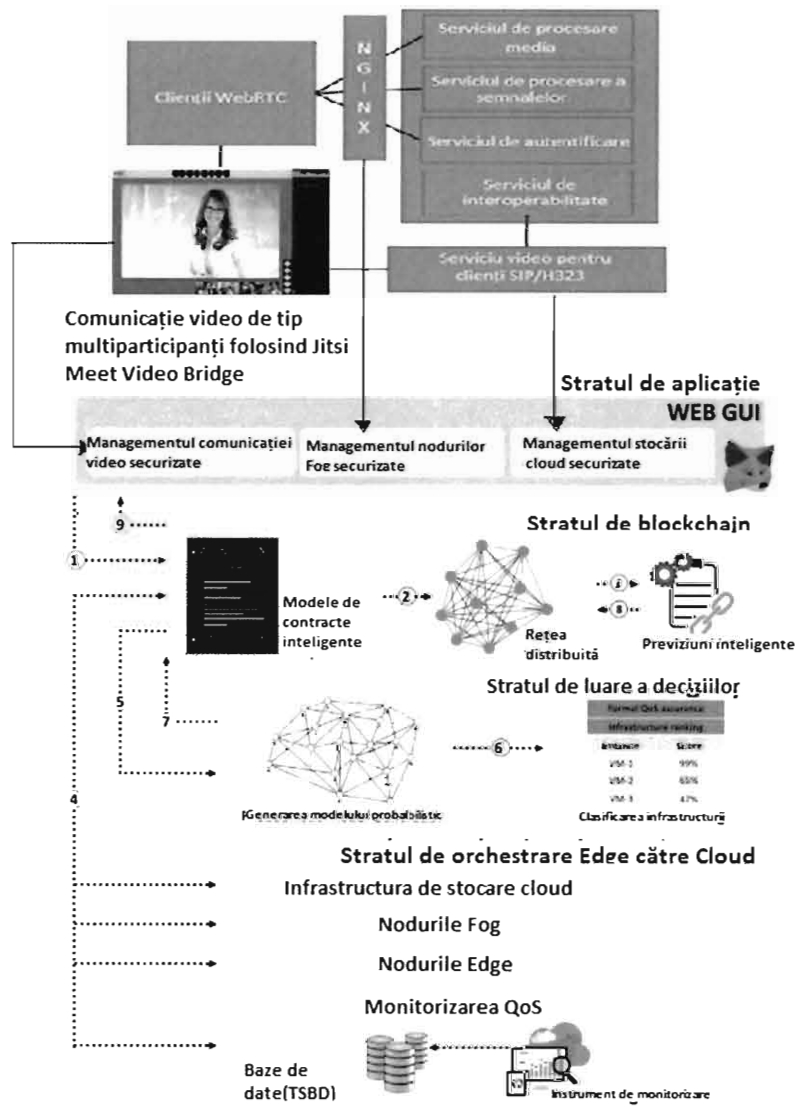 Clienții WebRTC
N
G
I
N
X
Serviciul de procesare
media
Serviciul de procesare a
semnalelor
Serviciul de autentificare
Serviciul de
interoperabilitate
Serviciu video pentru
clienți SIP/H323
Comunicație video de tip
multiparticipanți folosind Jitsi
Meet Video Bridge
Stratul de aplicație
WEB GUI
Managementul comunicației
video securizate
Managementul nodurilor
Fog securizate
Managementul stocării
cloud securizate
9
1
Stratul de blockchain
Modele de
contracte
inteligente
2
Rețea
distribuită
8
Previziuni inteligente
Stratul de luare a deciziilor
5
7
4
Generarea modelului probabilistic
6
Formal QoS assurance
Infrastructure ranking
Instance Score
VM-1 99%
VM-2 65%
VM-3 47%
Clasificarea infrastructurii
Stratul de orchestrare Edge către Cloud
Infrastructura de stocare cloud
Nodurile Fog
Nodurile Edge
Monitorizarea QoS
Baze de
date(TSBD)
Instrument de monitorizare